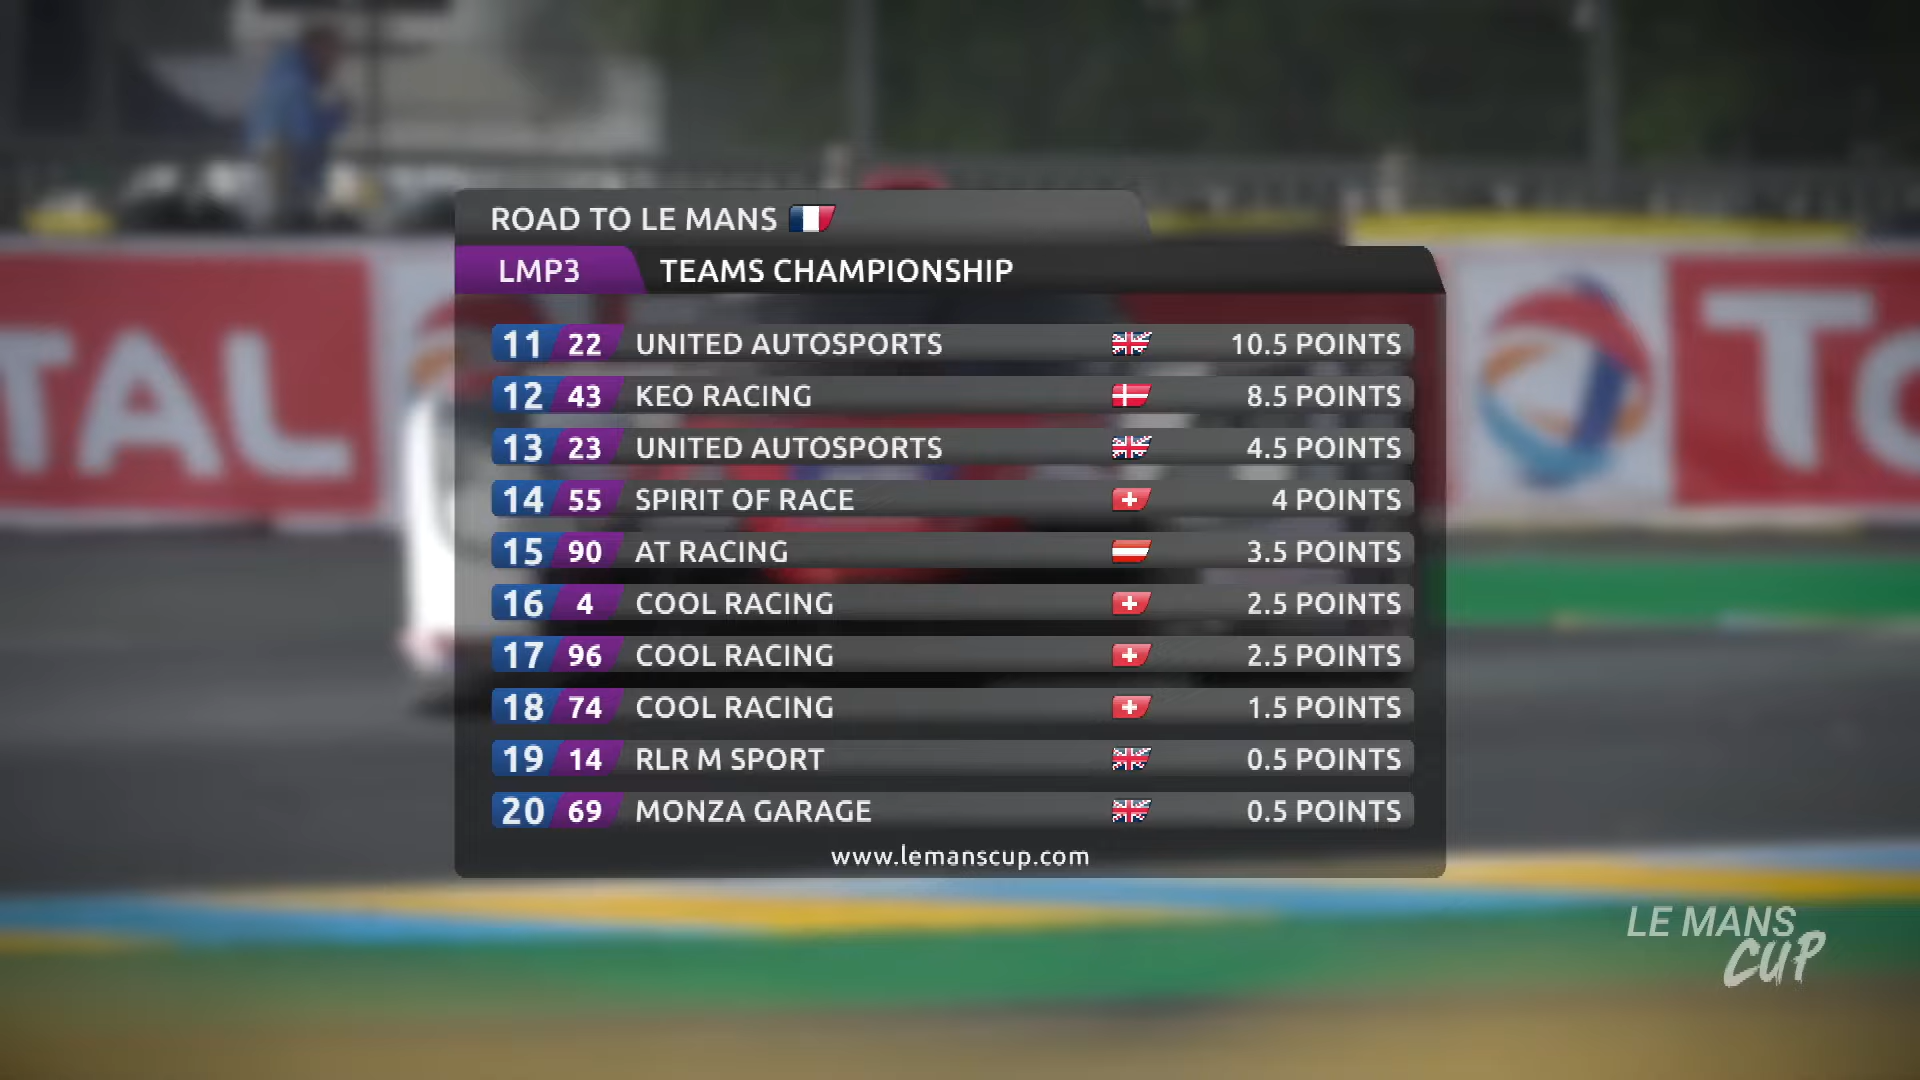 ROAD TO LE MANS
LMP3 TEAMS CHAMPIONSHIP
11 22 UNITED AUTOSPORTS 10.5 POINTS
12 43 KEO RACING 8.5 POINTS
13 23 UNITED AUTOSPORTS 4.5 POINTS
14 55 SPIRIT OF RACE 4 POINTS
15 90 AT RACING 3.5 POINTS
16 4 COOL RACING 2.5 POINTS
17 96 COOL RACING 2.5 POINTS
18 74 COOL RACING 1.5 POINTS
19 14 RLR M SPORT 0.5 POINTS
20 69 MONZA GARAGE 0.5 POINTS
www.lemanscup.com
TAL
TO
LE MANS
CUP